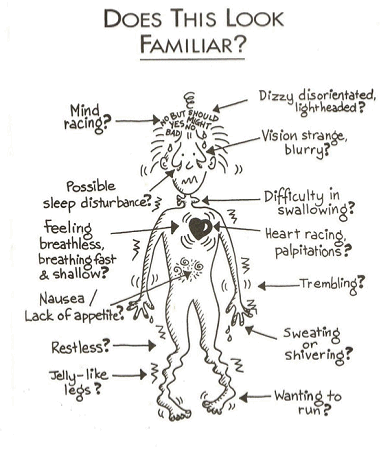 DOES THIS LOOK
FAMILIAR?
Mind
racing?
NO BUT SHOULD
YES MIGHT
NO
BAD !!
Dizzy disorientated,
lightheaded?
Vision strange,
blurry?
Possible
sleep disturbance?
Difficulty in
swallowing?
Feeling
breathless,
breathing fast
& shallow?
Heart racing,
palpitations?
Trembling?
Nausea /
Lack of appetite?
Sweating
or
shivering?
Restless?
Jelly-like
legs?
Wanting to
run?